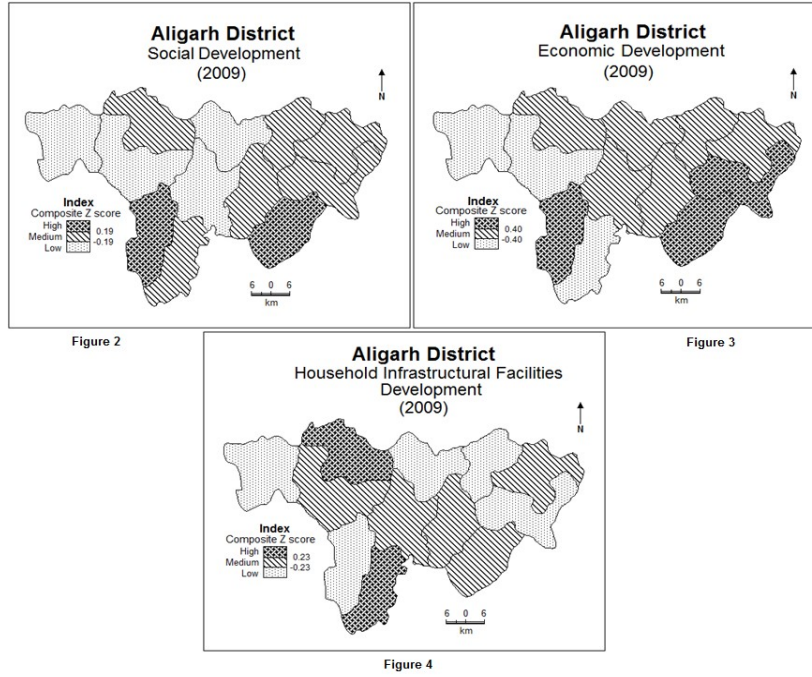 Aligarh District
Social Development
(2009)
N
Index
Composite Z score
High
0.19
Medium
-0.19
Low
6 0 6
km
Figure 2
Aligarh District
Economic Development
(2009)
N
Index
Composite Z score
High
0.40
Medium
-0.40
Low
6 0 6
km
Figure 3
Aligarh District
Household Infrastructural Facilities
Development
(2009)
N
Index
Composite Z score
High
0.23
Medium
-0.23
Low
6 0 6
km
Figure 4